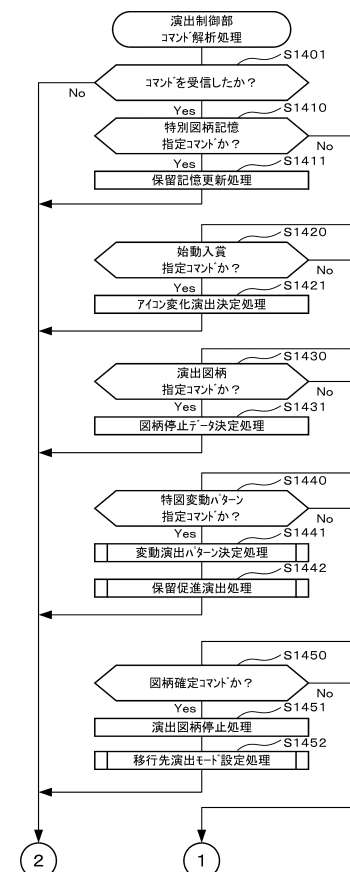 演出制御部
コマンド解析処理
S1401
コマンドを受信したか？
No
Yes
S1410
特別図柄記憶
指定コマンドか？
No
Yes
S1411
保留記憶更新処理
S1420
始動入賞
指定コマンドか？
No
Yes
S1421
アイコン変化演出決定処理
S1430
演出図柄
指定コマンドか？
No
Yes
S1431
図柄停止データ決定処理
S1440
特図変動パターン
指定コマンドか？
No
Yes
S1441
変動演出パターン決定処理
S1442
保留促進演出処理
S1450
図柄確定コマンドか？
No
Yes
S1451
演出図柄停止処理
S1452
移行先演出モード設定処理
2
1